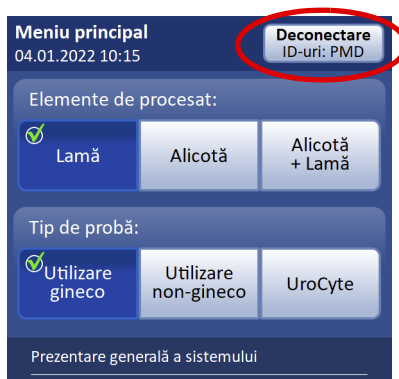 Meniu principal
04.01.2022 10:15
Deconectare
ID-uri: PMD
Elemente de procesat:
Lamă
Alicotă
Alicotă
+ Lamă
Tip de probă:
Utilizare
gineco
Utilizare
non-gineco
UroCyte
Prezentare generală a sistemului